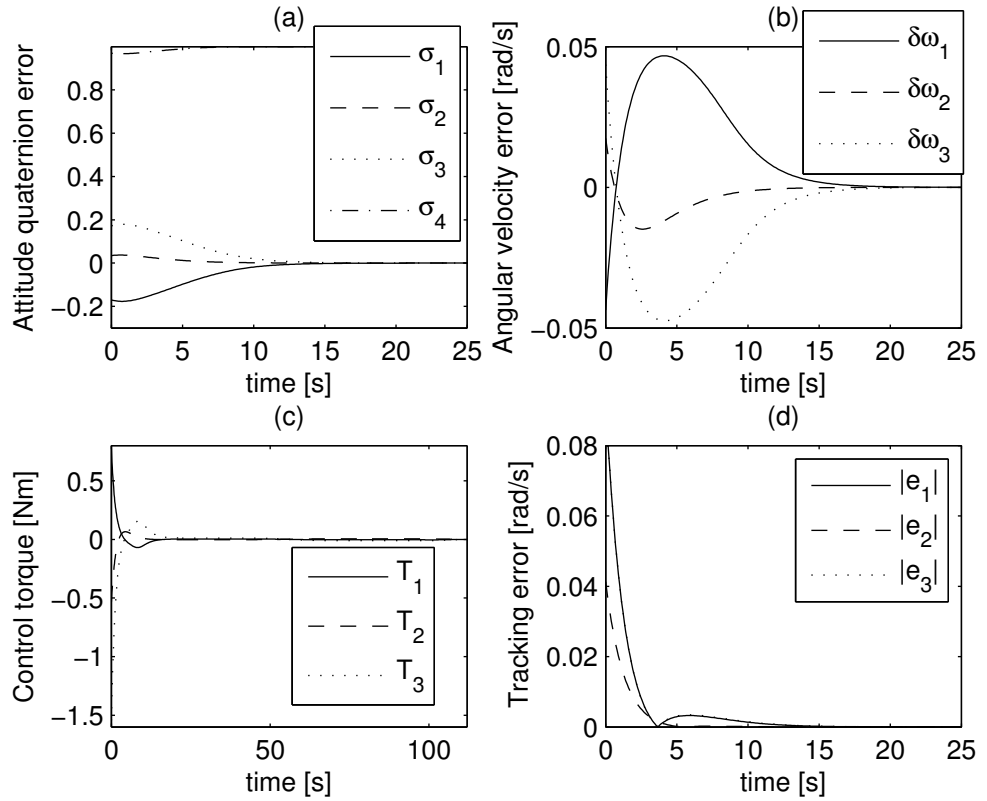 (a)
Attitude quaternion error
0.8
0.6
0.4
0.2
0
−0.2
σ1
σ2
σ3
σ4
0 5 10 15 20 25
time [s]
(b)
Angular velocity error [rad/s]
0.05
0
−0.05
δω1
δω2
δω3
0 5 10 15 20 25
time [s]
(c)
Control torque [Nm]
0.5
0
−0.5
−1
−1.5
T1
T2
T3
0 50 100
time [s]
(d)
Tracking error [rad/s]
0.08
0.06
0.04
0.02
0
|e1|
|e2|
|e3|
0 5 10 15 20 25
time [s]